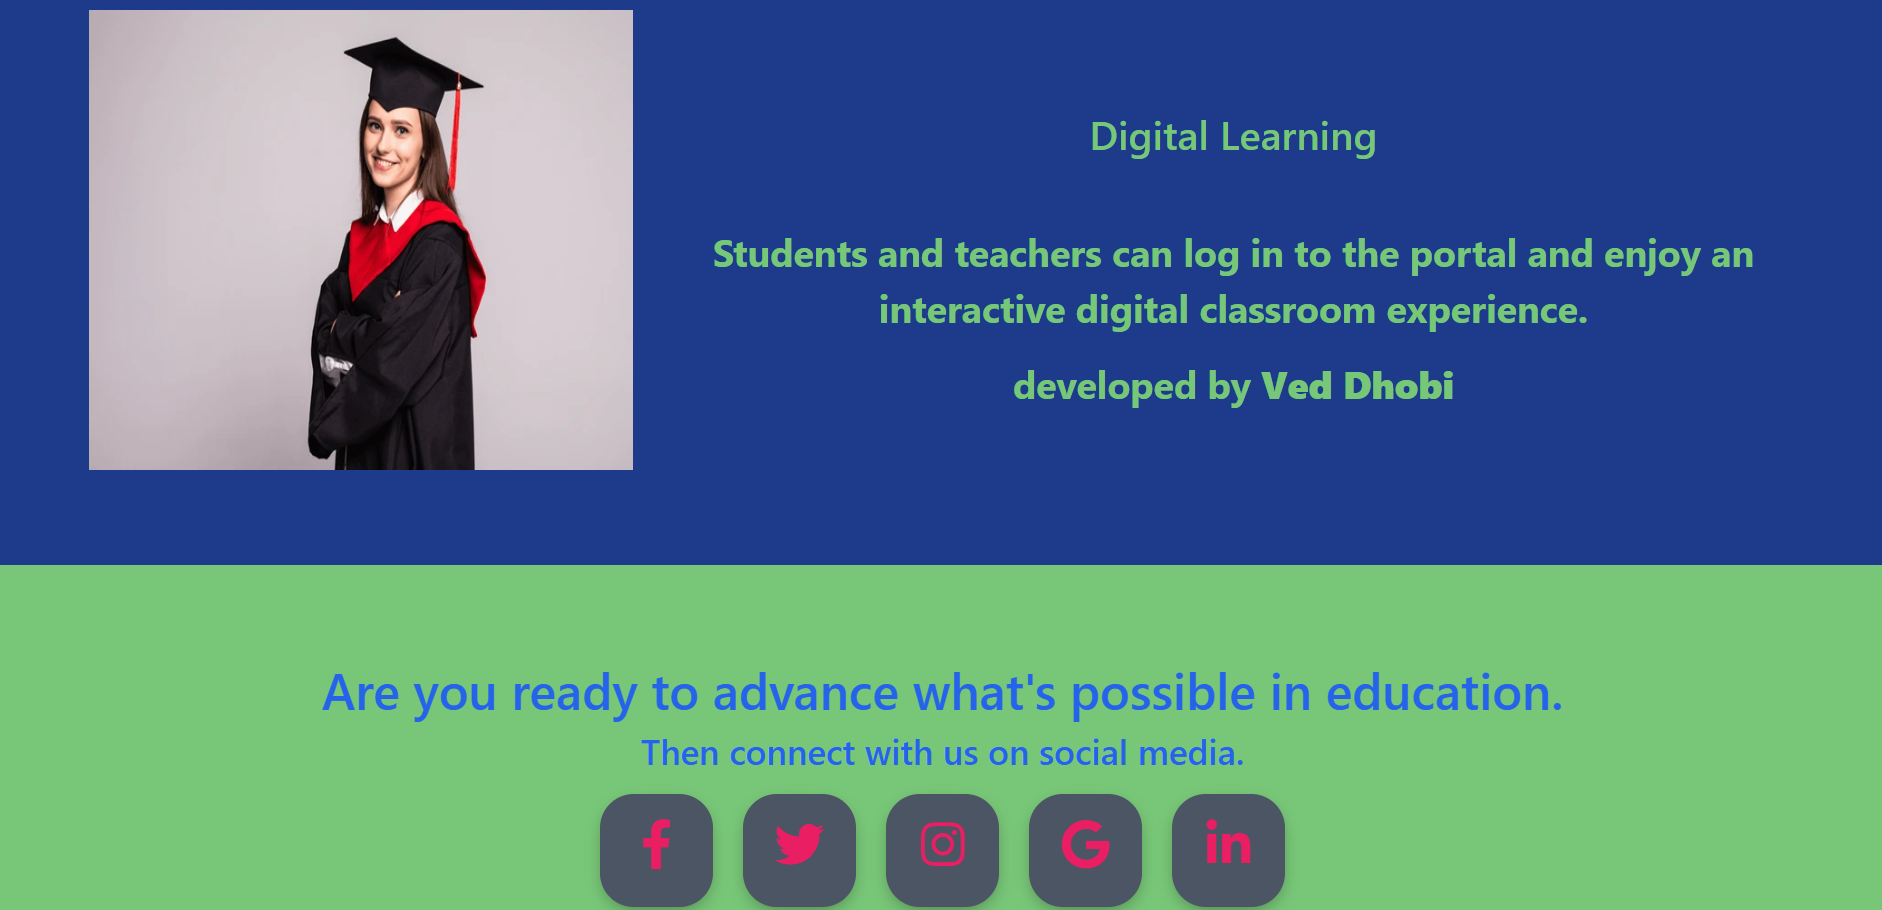 Digital Learning
Students and teachers can log in to the portal and enjoy an
interactive digital classroom experience.
developed by Ved Dhobi
Are you ready to advance what's possible in education.
Then connect with us on social media.